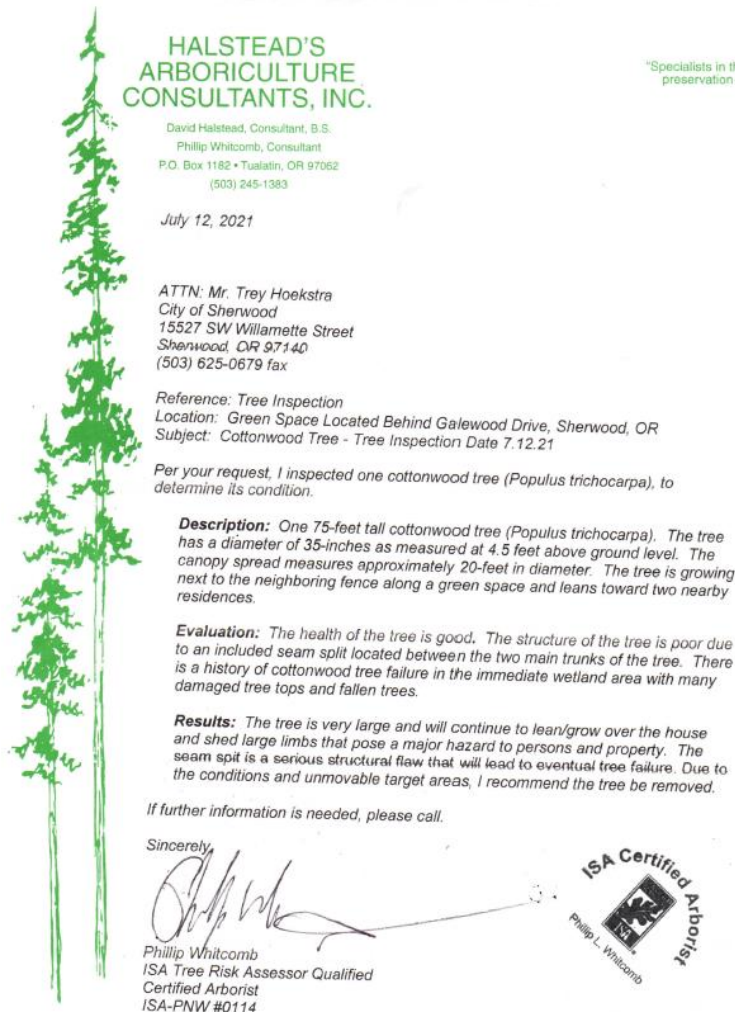 HALSTEAD'S
ARBORICULTURE
CONSULTANTS, INC.
"Specialists in th
preservation
David Halstead, Consultant, B.S.
Phillip Whitcomb, Consultant
P.O. Box 1182 • Tualatin, OR 97062
(503) 245-1383
July 12, 2021
ATTN: Mr. Trey Hoekstra
City of Sherwood
15527 SW Willamette Street
Sherwood, OR 97140
(503) 625-0679 fax
Reference: Tree Inspection
Location: Green Space Located Behind Galewood Drive, Sherwood, OR
Subject: Cottonwood Tree - Tree Inspection Date 7.12.21
Per your request, I inspected one cottonwood tree (Populus trichocarpa), to
determine its condition.
Description: One 75-feet tall cottonwood tree (Populus trichocarpa). The tree
has a diameter of 35-inches as measured at 4.5 feet above ground level. The
canopy spread measures approximately 20-feet in diameter. The tree is growing
next to the neighboring fence along a green space and leans toward two nearby
residences.
Evaluation: The health of the tree is good. The structure of the tree is poor due
to an included seam split located between the two main trunks of the tree. There
is a history of cottonwood tree failure in the immediate wetland area with many
damaged tree tops and fallen trees.
Results: The tree is very large and will continue to lean/grow over the house
and shed large limbs that pose a major hazard to persons and property. The
seam spit is a serious structural flaw that will lead to eventual tree failure. Due to
the conditions and unmovable target areas, I recommend the tree be removed.
If further information is needed, please call.
Sincerely,
Phillip Whitcomb
ISA Tree Risk Assessor Qualified
Certified Arborist
ISA-PNW #0114
ISA Certified Arborist
ISA
Phillip L. Whitcomb